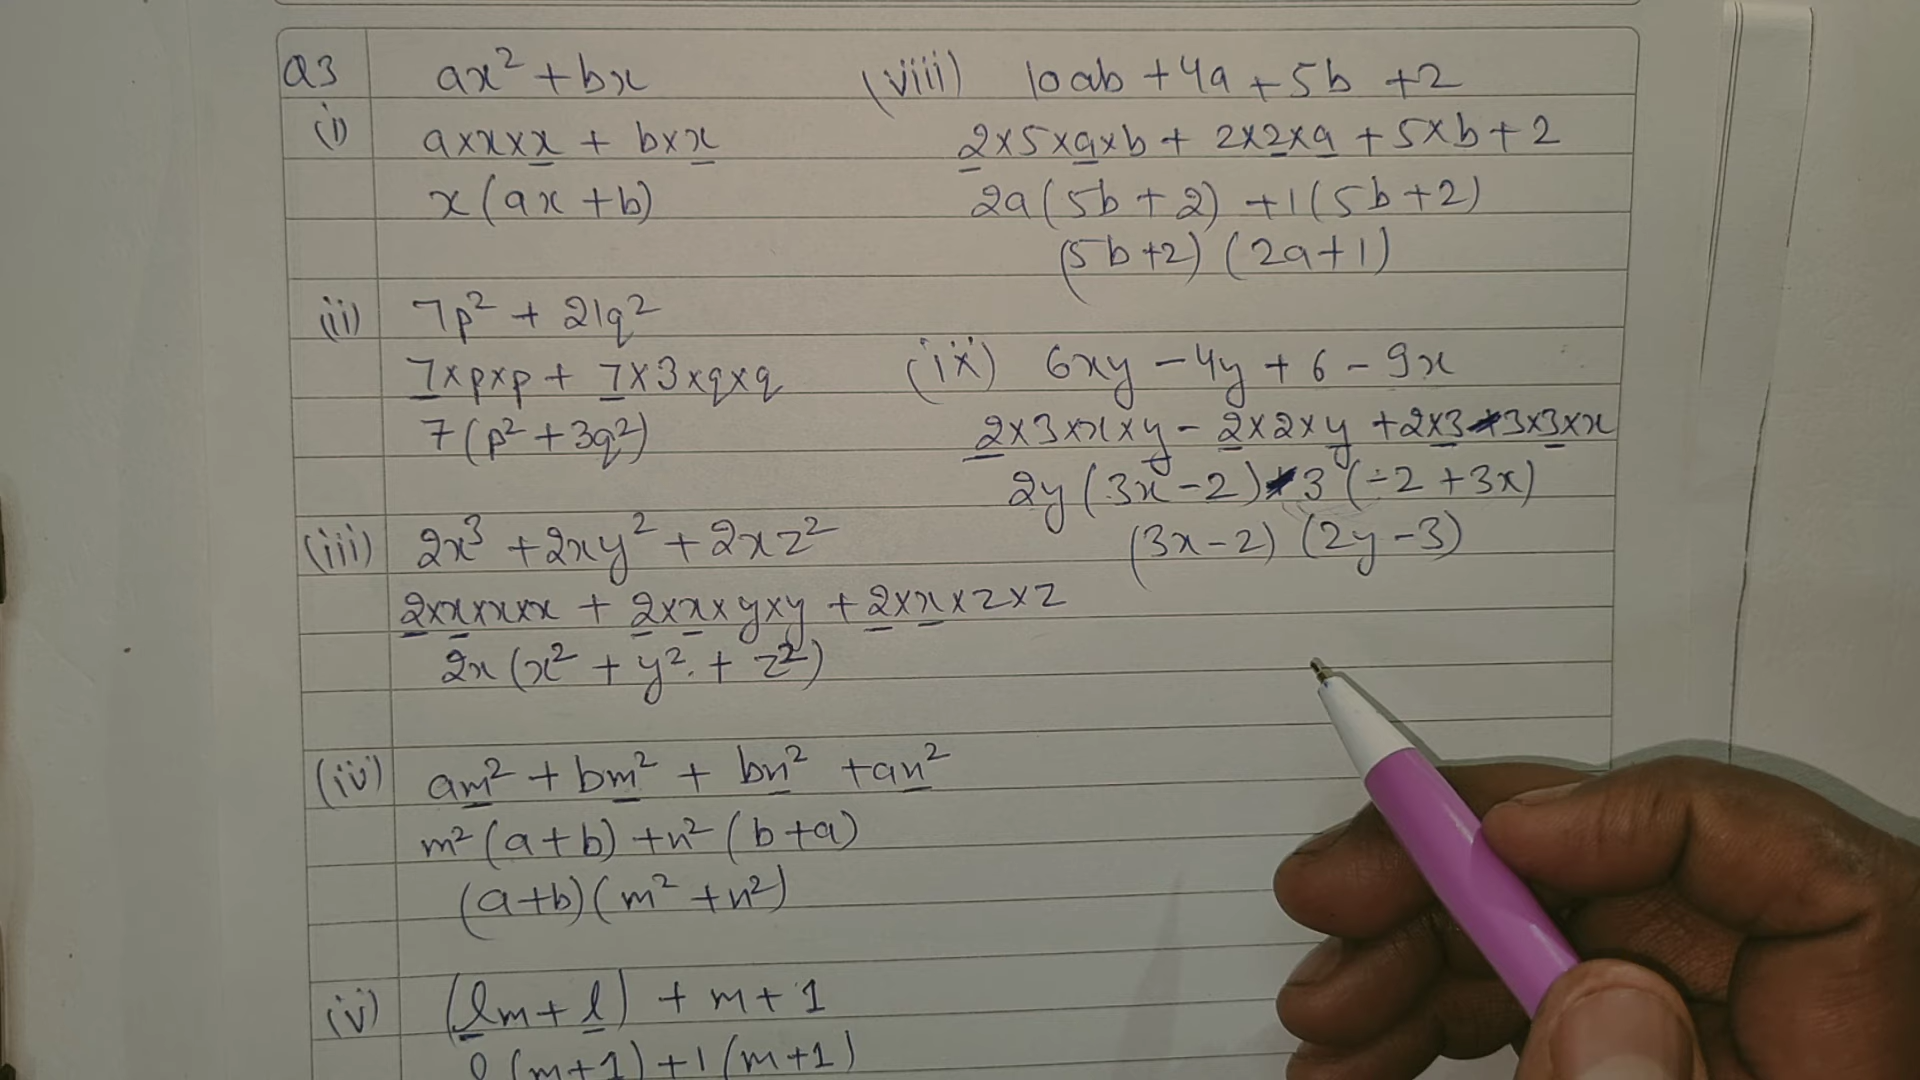 Q3 ax² + bx
(i) a×x×x + b×x
x(ax + b)
(ii) 7p² + 21q²
7×p×p + 7×3×q×q
7(p² + 3q²)
(iii) 2x³ + 2xy² + 2xz²
2×x×x×x + 2×x×y×y + 2×x×z×z
2x(x² + y² + z²)
(iv) am² + bm² + bn² + an²
m²(a+b) + n²(b+a)
(a+b)(m² + n²)
(v) (lm + l) + m + 1
l(m+1) + 1(m+1)
(viii) 10ab + 4a + 5b + 2
2×5×a×b + 2×2×a + 5×b + 2
2a(5b + 2) + 1(5b + 2)
(5b+2) (2a+1)
(ix) 6xy - 4y + 6 - 9x
2×3×x×y - 2×2×y + 2×3 - 3×3×x
2y(3x - 2) - 3(-2 + 3x)
(3x - 2) (2y - 3)